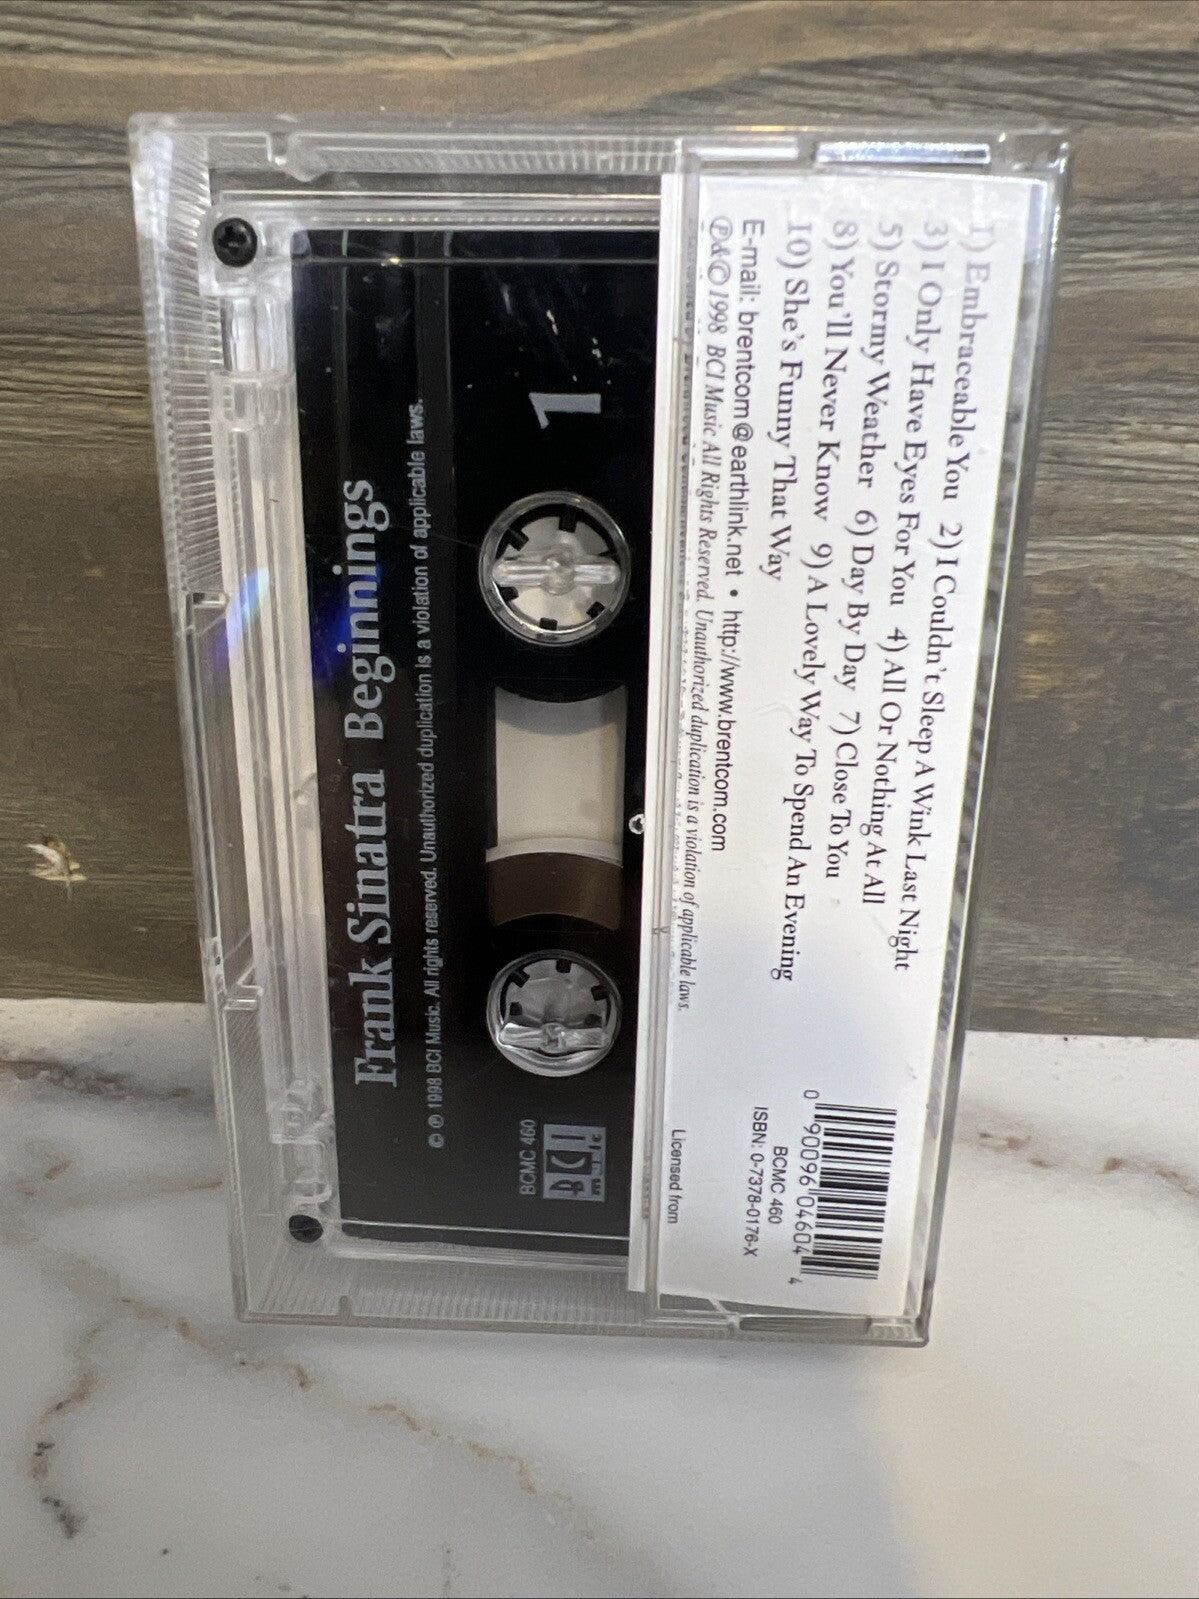 1) Embraceable You 2) I Couldn't Sleep A Wink Last Night
3) I Only Have Eyes For You 4) All Or Nothing At All
5) Stormy Weather 6) Day By Day 7) Close To You
8) You'll Never Know 9) A Lovely Way To Spend An Evening
10) She's Funny That Way
E-mail: brentcom@earthlink.net • http://www.brentcom.com
℗&© 1998 BCI Music All Rights Reserved. Unauthorized duplication is a violation of applicable laws.
0 90096 04604 4
BCMC 460
ISBN: 0-7378-0176-X
Licensed from
Frank Sinatra Beginnings
© ℗ 1998 BCI Music. All rights reserved. Unauthorized duplication is a violation of applicable laws.
1
BCMC 460
BCI